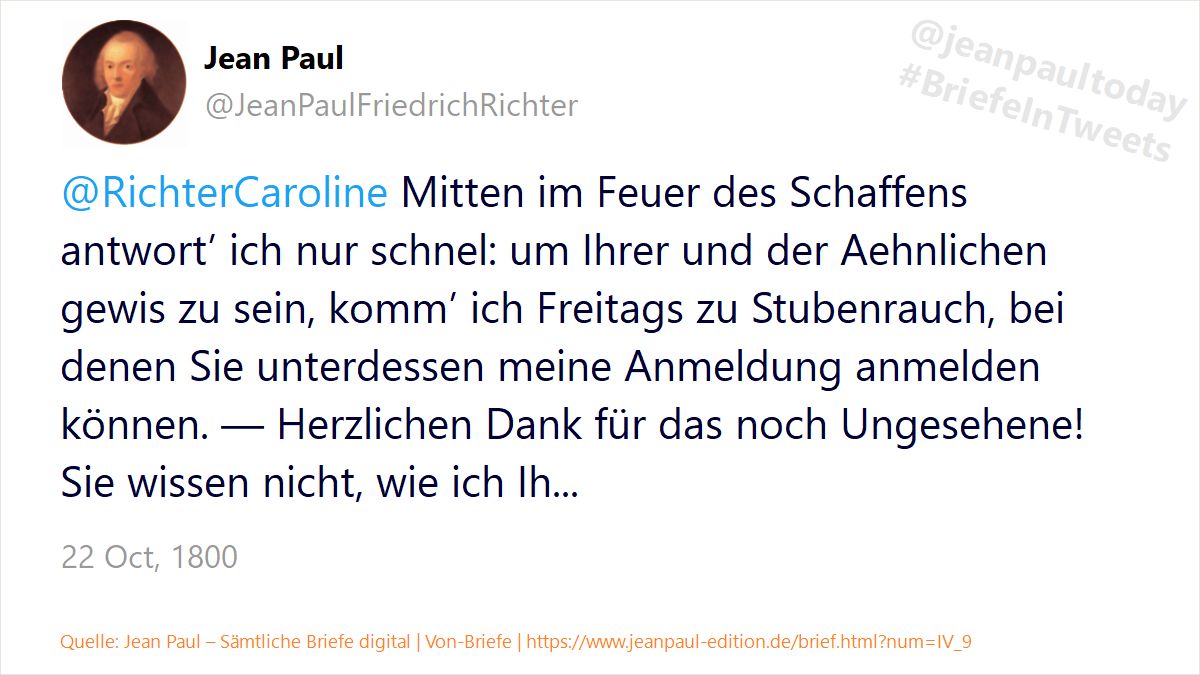 Jean Paul
@JeanPaulFriedrichRichter
@jeanpaultoday
#BriefeInTweets
@RichterCaroline Mitten im Feuer des Schaffens
antwort’ ich nur schnel: um Ihrer und der Aehnlichen
gewis zu sein, komm’ ich Freitags zu Stubenrauch, bei
denen Sie unterdessen meine Anmeldung anmelden
können. — Herzlichen Dank für das noch Ungesehene!
Sie wissen nicht, wie ich Ih...
22 Oct, 1800
Quelle: Jean Paul – Sämtliche Briefe digital | Von-Briefe | https://www.jeanpaul-edition.de/brief.html?num=IV_9